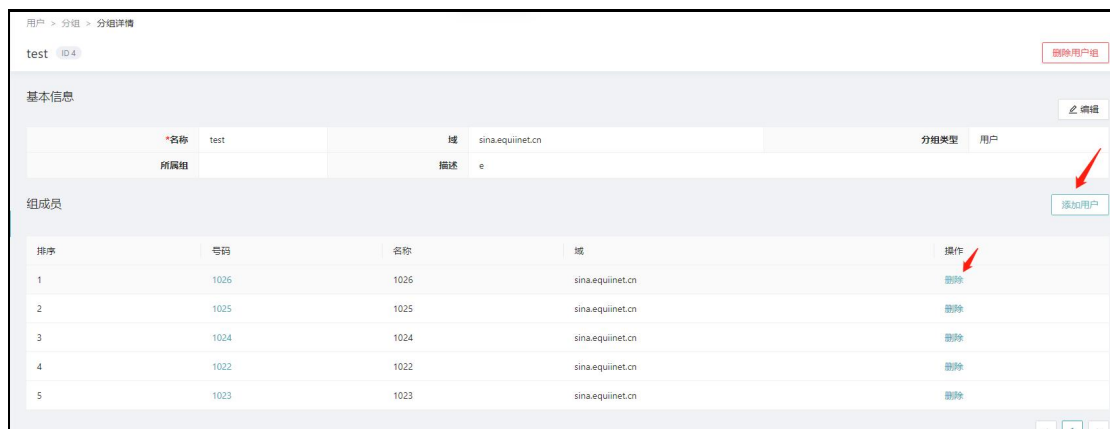 用户 > 分组 > 分组详情
test ID 4 删除用户组
基本信息
编辑
*名称 test 域 sina.equiinet.cn 分组类型 用户
所属组 描述 e
组成员 添加用户
排序 号码 名称 域 操作
1 1026 1026 sina.equiinet.cn 删除
2 1025 1025 sina.equiinet.cn 删除
3 1024 1024 sina.equiinet.cn 删除
4 1022 1022 sina.equiinet.cn 删除
5 1023 1023 sina.equiinet.cn 删除